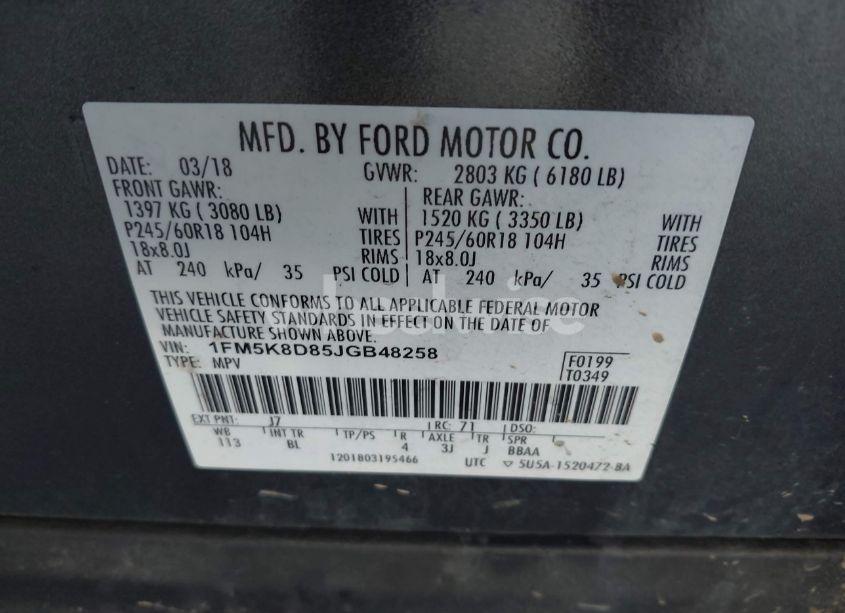 MFD. BY FORD MOTOR CO.
DATE: 03/18 GVWR: 2803 KG ( 6180 LB)
FRONT GAWR: REAR GAWR:
1397 KG ( 3080 LB) WITH 1520 KG ( 3350 LB) WITH
P245/60R18 104H TIRES P245/60R18 104H TIRES
18x8.0J RIMS 18x8.0J RIMS
AT 240 kPa/ 35 PSI COLD AT 240 kPa/ 35 PSI COLD
THIS VEHICLE CONFORMS TO ALL APPLICABLE FEDERAL MOTOR
VEHICLE SAFETY STANDARDS IN EFFECT ON THE DATE OF
MANUFACTURE SHOWN ABOVE.
VIN: 1FM5K8D85JGB48258 F0199
TYPE: MPV T0349
EXT PNT: J7 RC: 71 DSO:
WB INT TR TP/PS R AXLE TR SPR
113 BL 4 3J J BBAA
1201803195466 UTC ▽ 5U5A-1520472-BA